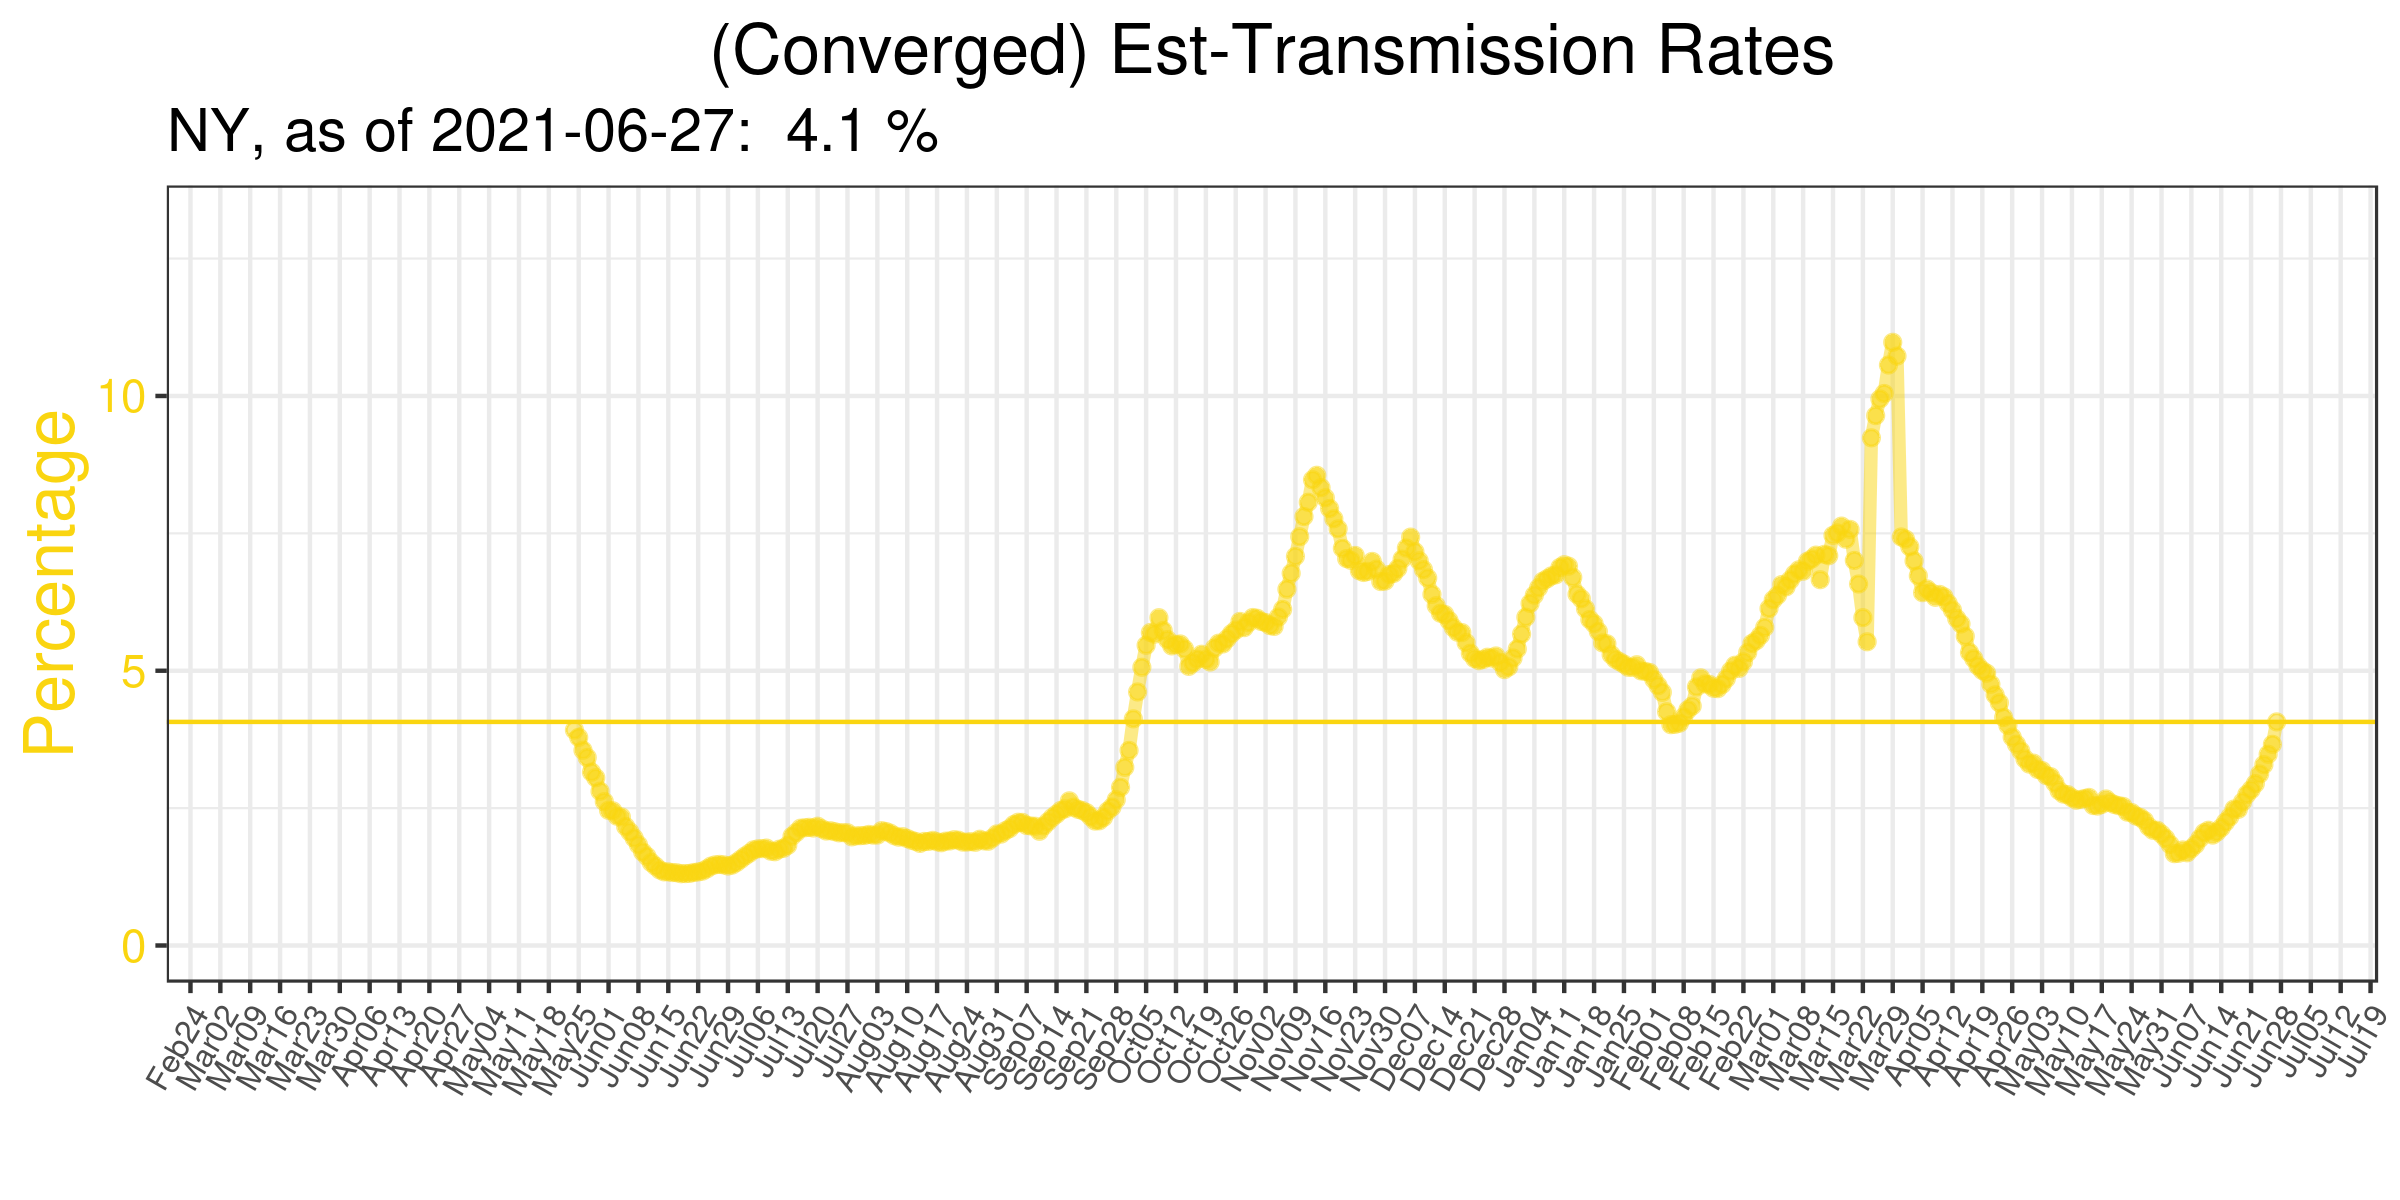 (Converged) Est-Transmission Rates
NY, as of 2021-06-27:  4.1 %
Percentage
10
5
0
Feb24
Mar02
Mar09
Mar16
Mar23
Mar30
Apr06
Apr13
Apr20
Apr27
May04
May11
May18
May25
Jun01
Jun08
Jun15
Jun22
Jun29
Jul06
Jul13
Jul20
Jul27
Aug03
Aug10
Aug17
Aug24
Aug31
Sep07
Sep14
Sep21
Sep28
Oct05
Oct12
Oct19
Oct26
Nov02
Nov09
Nov16
Nov23
Nov30
Dec07
Dec14
Dec21
Dec28
Jan04
Jan11
Jan18
Jan25
Feb01
Feb08
Feb15
Feb22
Mar01
Mar08
Mar15
Mar22
Mar29
Apr05
Apr12
Apr19
Apr26
May03
May10
May17
May24
May31
Jun07
Jun14
Jun21
Jun28
Jul05
Jul12
Jul19